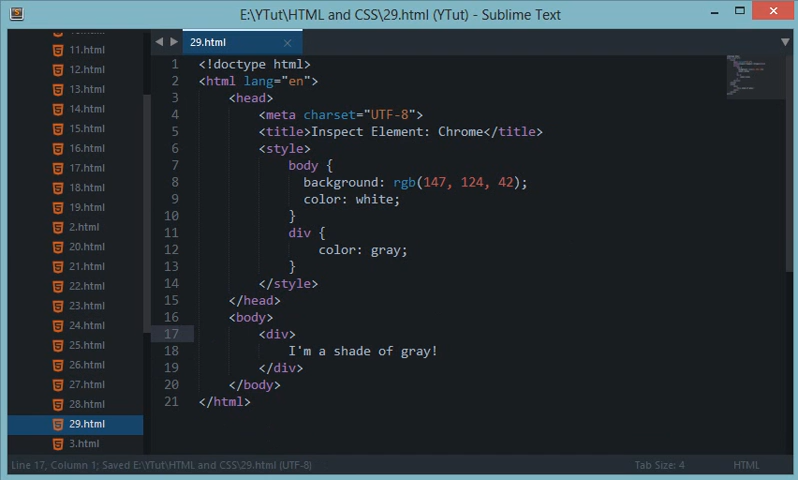 E:\YTut\HTML and CSS\29.html (YTut) - Sublime Text
11.html
12.html
13.html
14.html
15.html
16.html
17.html
18.html
19.html
2.html
20.html
21.html
22.html
23.html
24.html
25.html
26.html
27.html
28.html
29.html
3.html
29.html
1 <!doctype html>
2 <html lang="en">
3 <head>
4 <meta charset="UTF-8">
5 <title>Inspect Element: Chrome</title>
6 <style>
7 body {
8 background: rgb(147, 124, 42);
9 color: white;
10 }
11 div {
12 color: gray;
13 }
14 </style>
15 </head>
16 <body>
17 <div>
18 I'm a shade of gray!
19 </div>
20 </body>
21 </html>
Line 17, Column 1; Saved E:\YTut\HTML and CSS\29.html (UTF-8)
Tab Size: 4
HTML